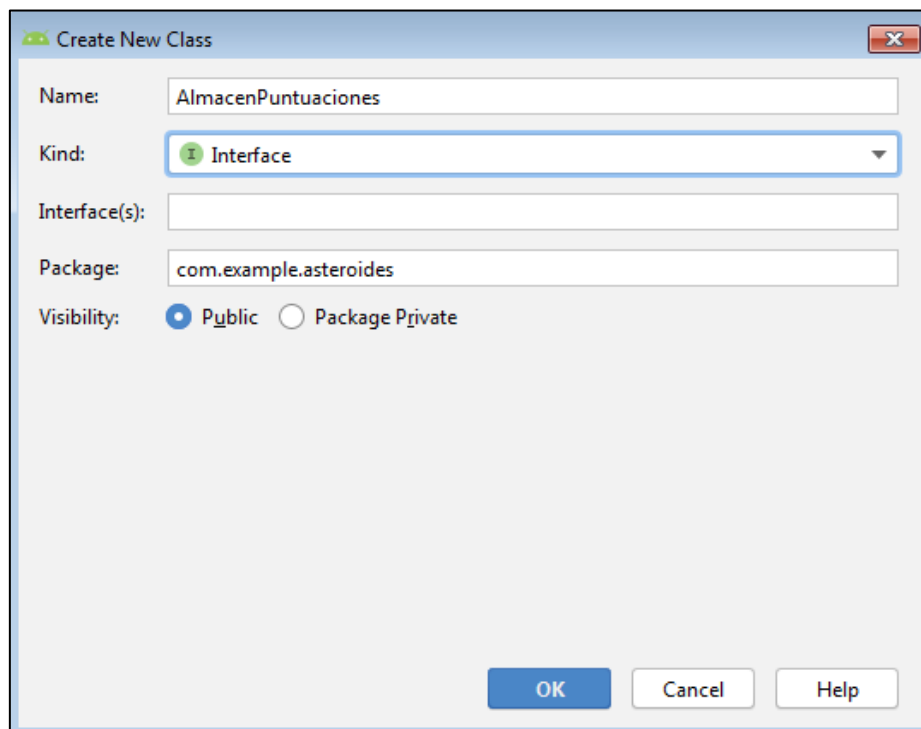 Create New Class
Name: AlmacenPuntuaciones
Kind: I Interface
Interface(s):
Package: com.example.asteroides
Visibility: Public Package Private
OK Cancel Help